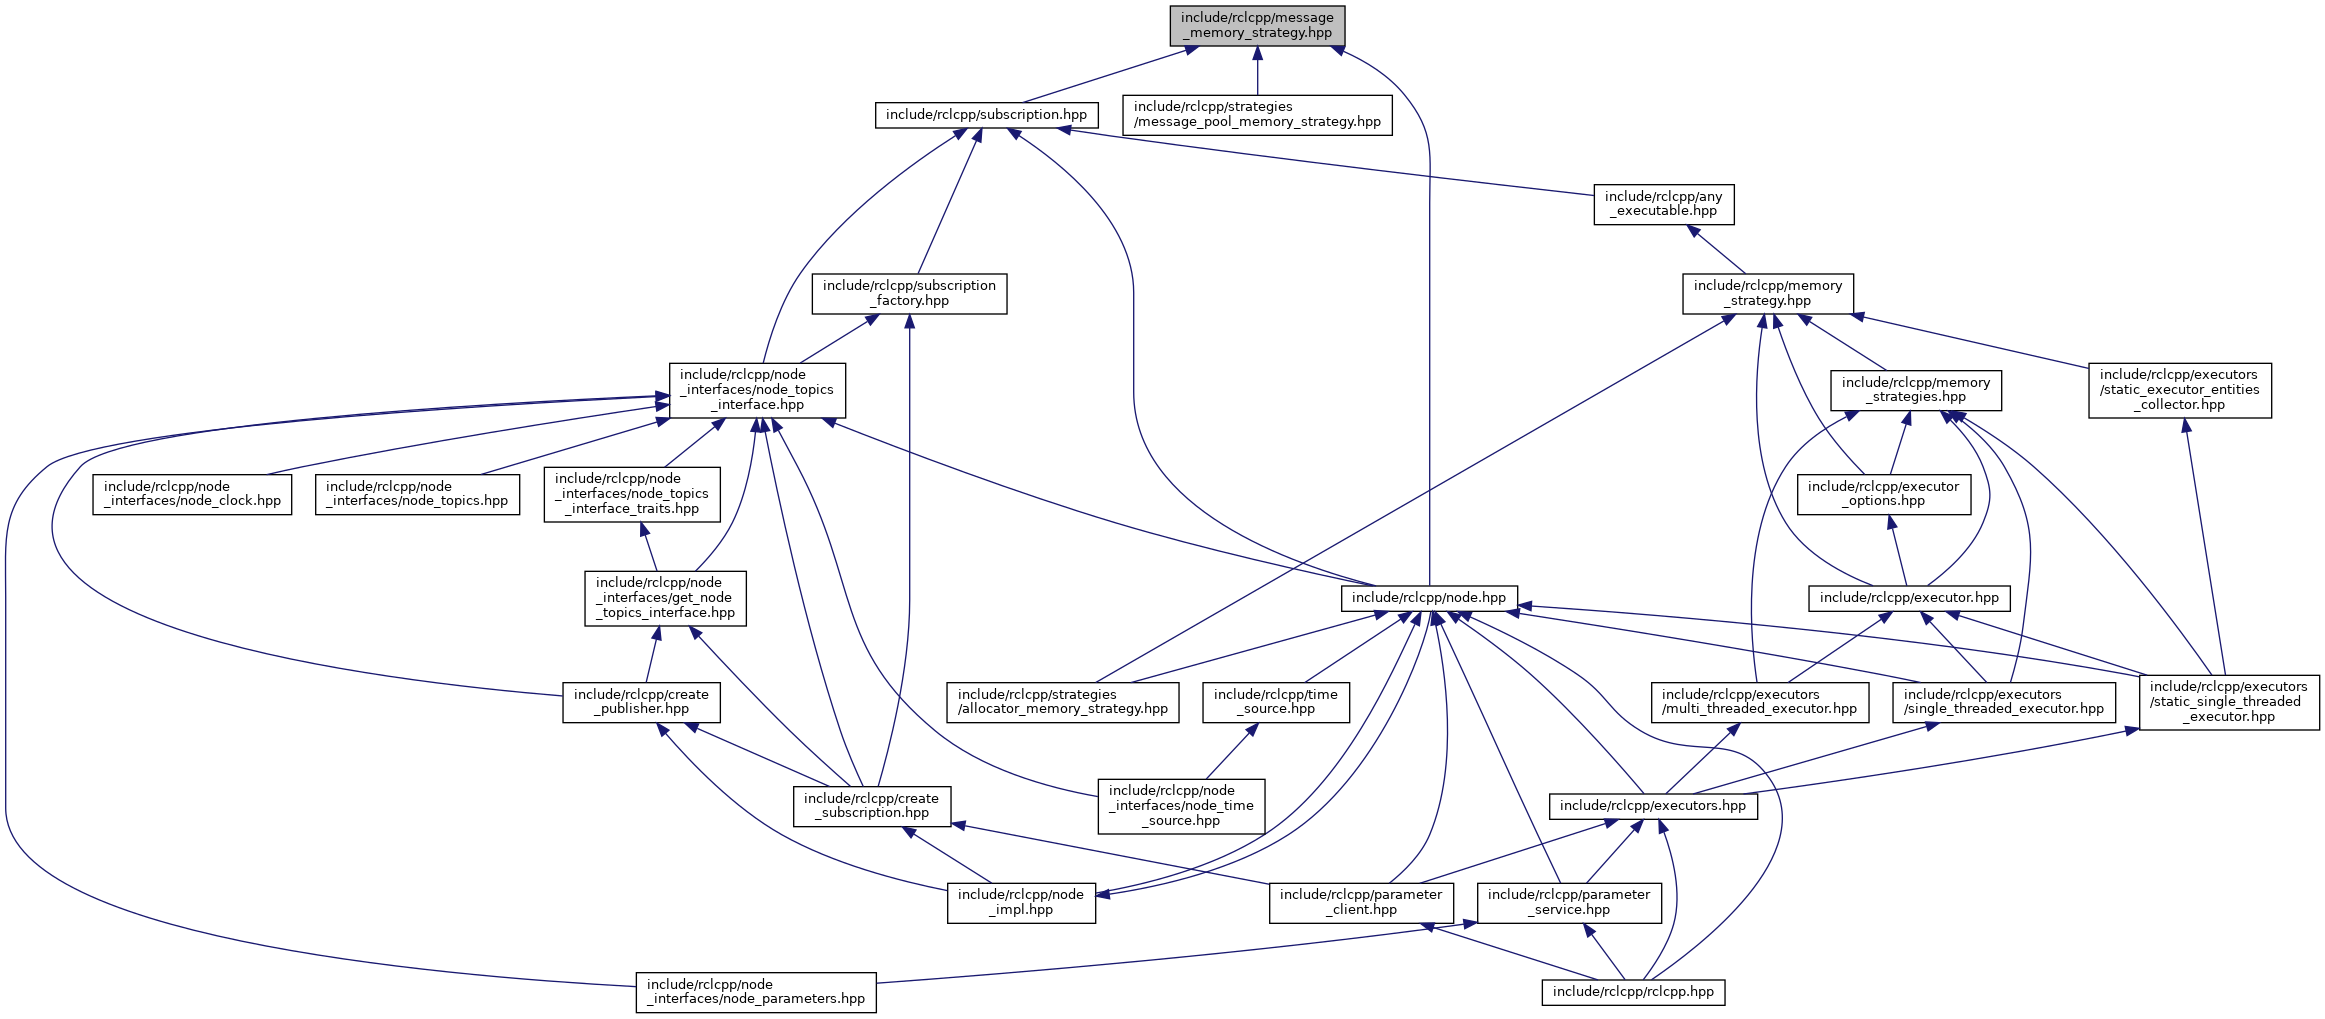 include/rclcpp/message
_memory_strategy.hpp
include/rclcpp/subscription.hpp
include/rclcpp/strategies
/message_pool_memory_strategy.hpp
include/rclcpp/any
_executable.hpp
include/rclcpp/subscription
_factory.hpp
include/rclcpp/memory
_strategy.hpp
include/rclcpp/node
_interfaces/node_topics
_interface.hpp
include/rclcpp/memory
_strategies.hpp
include/rclcpp/executors
/static_executor_entities
_collector.hpp
include/rclcpp/node
_interfaces/node_clock.hpp
include/rclcpp/node
_interfaces/node_topics.hpp
include/rclcpp/node
_interfaces/node_topics
_interface_traits.hpp
include/rclcpp/executor
_options.hpp
include/rclcpp/node
_interfaces/get_node
_topics_interface.hpp
include/rclcpp/node.hpp
include/rclcpp/executor.hpp
include/rclcpp/create
_publisher.hpp
include/rclcpp/strategies
/allocator_memory_strategy.hpp
include/rclcpp/time
_source.hpp
include/rclcpp/executors
/multi_threaded_executor.hpp
include/rclcpp/executors
/single_threaded_executor.hpp
include/rclcpp/executors
/static_single_threaded
_executor.hpp
include/rclcpp/create
_subscription.hpp
include/rclcpp/node
_interfaces/node_time
_source.hpp
include/rclcpp/executors.hpp
include/rclcpp/node
_impl.hpp
include/rclcpp/parameter
_client.hpp
include/rclcpp/parameter
_service.hpp
include/rclcpp/node
_interfaces/node_parameters.hpp
include/rclcpp/rclcpp.hpp